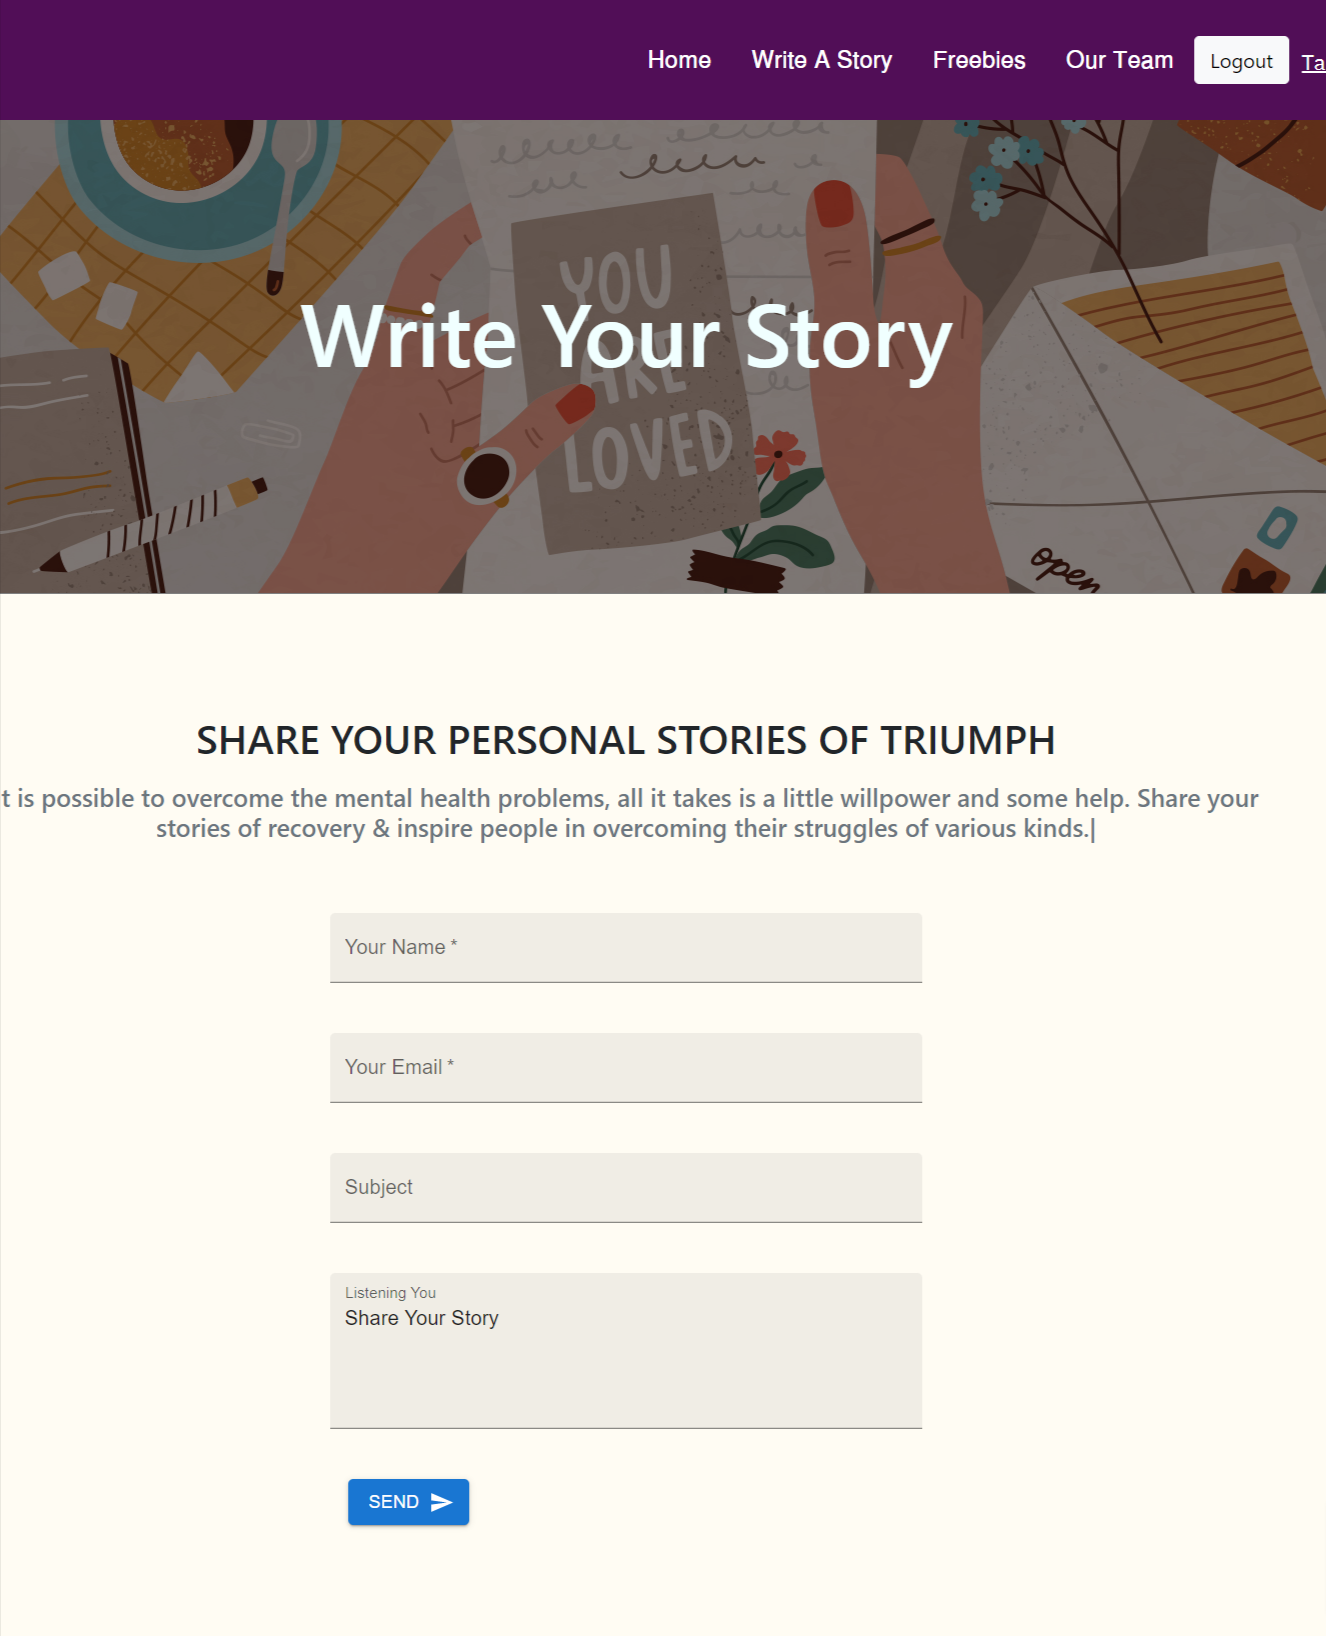 Home Write A Story Freebies Our Team Logout Ta
YOU
ARE
LOVED
Write Your Story
open
SHARE YOUR PERSONAL STORIES OF TRIUMPH
t is possible to overcome the mental health problems, all it takes is a little willpower and some help. Share your
stories of recovery & inspire people in overcoming their struggles of various kinds.|
Your Name *
Your Email *
Subject
Listening You
Share Your Story
SEND